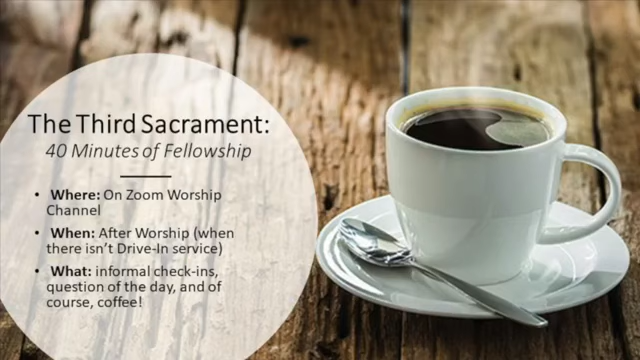 The Third Sacrament:
40 Minutes of Fellowship
• Where: On Zoom Worship
Channel
• When: After Worship (when
there isn't Drive-In service)
• What: informal check-ins,
question of the day, and of
course, coffee!